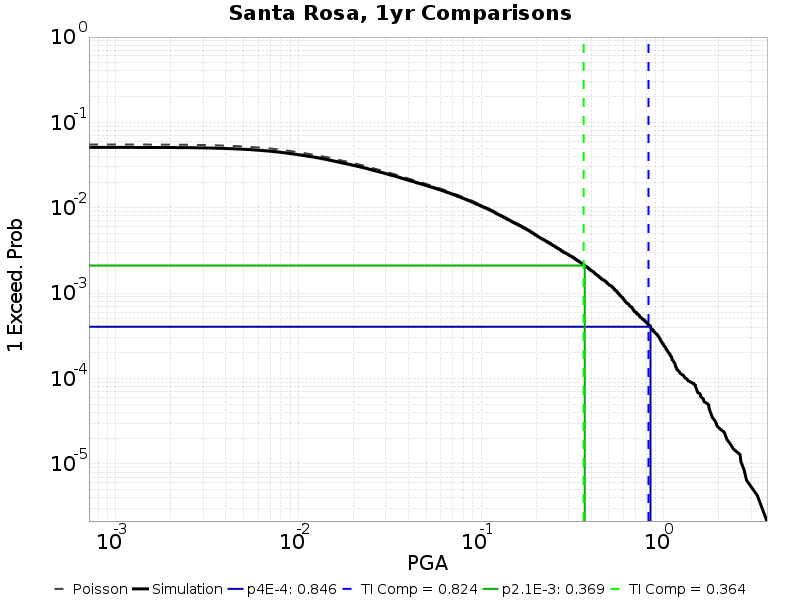 Santa Rosa, 1yr Comparisons
10^0
10^-1
10^-2
10^-3
10^-4
10^-5
1 Exceed. Prob
10^-3
10^-2
10^-1
10^0
PGA
Poisson Simulation p4E-4: 0.846 TI Comp = 0.824 p2.1E-3: 0.369 TI Comp = 0.364